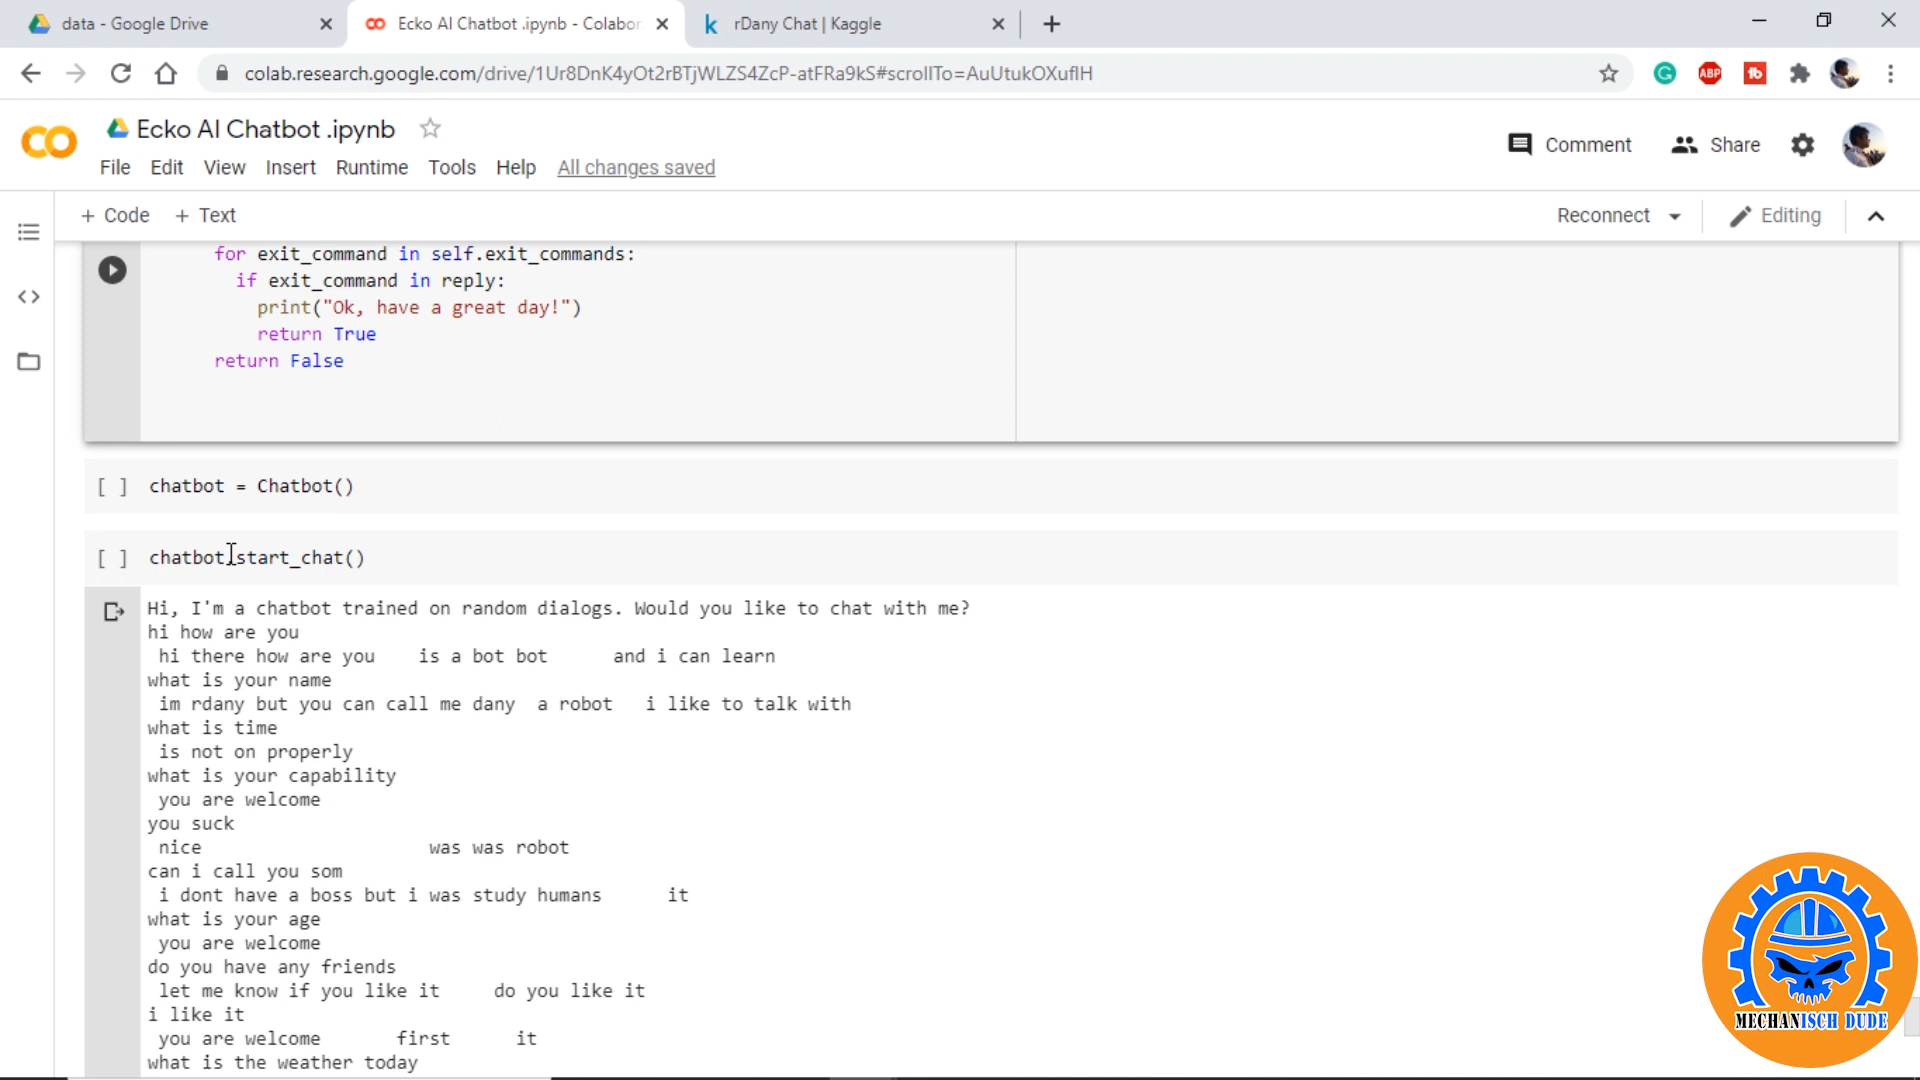 data - Google Drive
Ecko AI Chatbot .ipynb - Colabor
rDany Chat | Kaggle
colab.research.google.com/drive/1Ur8DnK4yOt2rBTjWLZS4ZcP-atFRa9kS#scrollTo=AuUtukOXuflH
ABP
Ecko AI Chatbot .ipynb
Comment
Share
File Edit View Insert Runtime Tools Help All changes saved
+ Code + Text
Reconnect
Editing
for exit_command in self.exit_commands:
if exit_command in reply:
print("Ok, have a great day!")
return True
return False
[ ] chatbot = Chatbot()
[ ] chatbot.start_chat()
Hi, I'm a chatbot trained on random dialogs. Would you like to chat with me?
hi how are you
hi there how are you is a bot bot and i can learn
what is your name
im rdany but you can call me dany a robot i like to talk with
what is time
is not on properly
what is your capability
you are welcome
you suck
nice was was robot
can i call you som
i dont have a boss but i was study humans it
what is your age
you are welcome
do you have any friends
let me know if you like it do you like it
i like it
you are welcome first it
what is the weather today
MECHANISCH DUDE